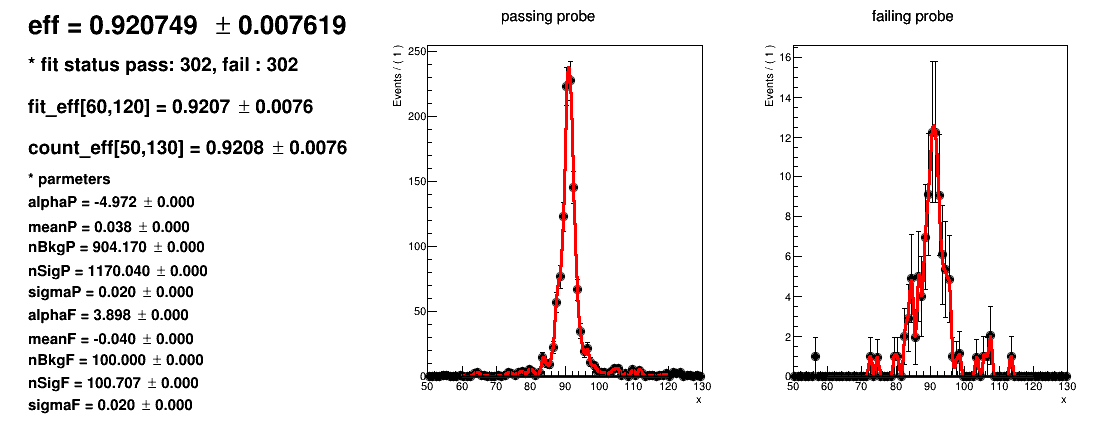 eff = 0.920749 ± 0.007619
* fit status pass: 302, fail : 302
fit_eff[60,120] = 0.9207 ± 0.0076
count_eff[50,130] = 0.9208 ± 0.0076
* parmeters
alphaP = -4.972 ± 0.000
meanP = 0.038 ± 0.000
nBkgP = 904.170 ± 0.000
nSigP = 1170.040 ± 0.000
sigmaP = 0.020 ± 0.000
alphaF = 3.898 ± 0.000
meanF = -0.040 ± 0.000
nBkgF = 100.000 ± 0.000
nSigF = 100.707 ± 0.000
sigmaF = 0.020 ± 0.000
passing probe
Events / ( 1 )
250
200
150
100
50
0
50 60 70 80 90 100 110 120 130
x
failing probe
Events / ( 1 )
16
14
12
10
8
6
4
2
0
50 60 70 80 90 100 110 120 130
x